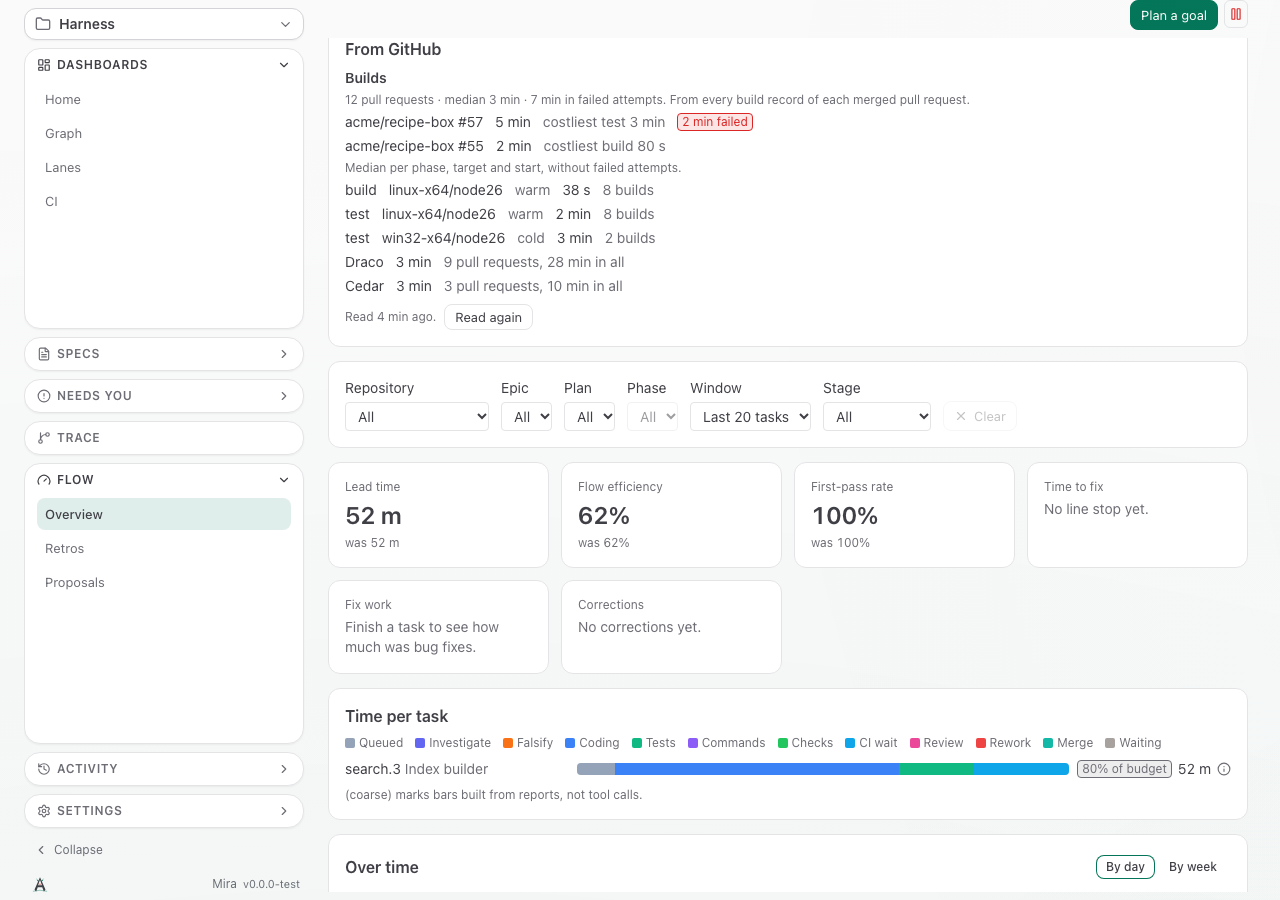 Harness
DASHBOARDS
Home
Graph
Lanes
CI
SPECS
NEEDS YOU
TRACE
FLOW
Overview
Retros
Proposals
ACTIVITY
SETTINGS
Collapse
Mira v0.0.0-test
Plan a goal
From GitHub
Builds
12 pull requests · median 3 min · 7 min in failed attempts. From every build record of each merged pull request.
acme/recipe-box #57 5 min costliest test 3 min 2 min failed
acme/recipe-box #55 2 min costliest build 80 s
Median per phase, target and start, without failed attempts.
build linux-x64/node26 warm 38 s 8 builds
test linux-x64/node26 warm 2 min 8 builds
test win32-x64/node26 cold 3 min 2 builds
Draco 3 min 9 pull requests, 28 min in all
Cedar 3 min 3 pull requests, 10 min in all
Read 4 min ago. Read again
Repository Epic Plan Phase Window Stage
All All All All Last 20 tasks All Clear
Lead time
52 m
was 52 m
Flow efficiency
62%
was 62%
First-pass rate
100%
was 100%
Time to fix
No line stop yet.
Fix work
Finish a task to see how
much was bug fixes.
Corrections
No corrections yet.
Time per task
Queued Investigate Falsify Coding Tests Commands Checks CI wait Review Rework Merge Waiting
search.3 Index builder 80% of budget 52 m
(coarse) marks bars built from reports, not tool calls.
Over time By day By week